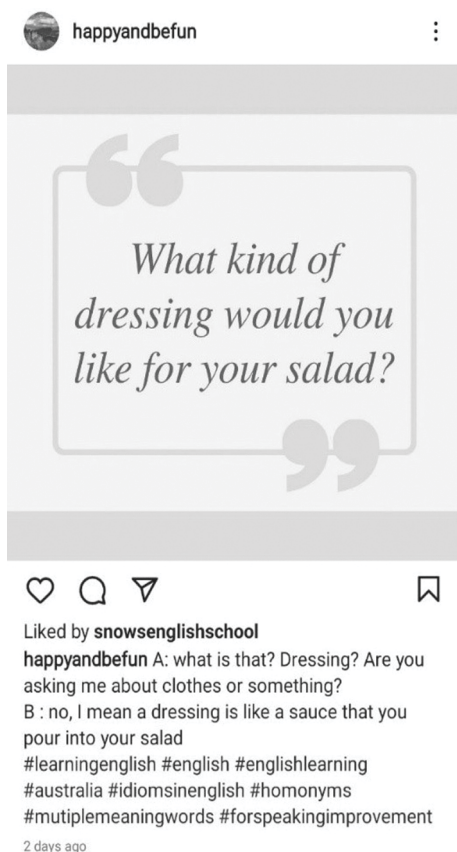 happyandbefun
What kind of
dressing would you
like for your salad?
Liked by snowsenglishschool
happyandbefun A: what is that? Dressing? Are you
asking me about clothes or something?
B : no, I mean a dressing is like a sauce that you
pour into your salad
#learningenglish #english #englishlearning
#australia #idiomsinenglish #homonyms
#mutiplemeaningwords #forspeakingimprovement
2 days ago